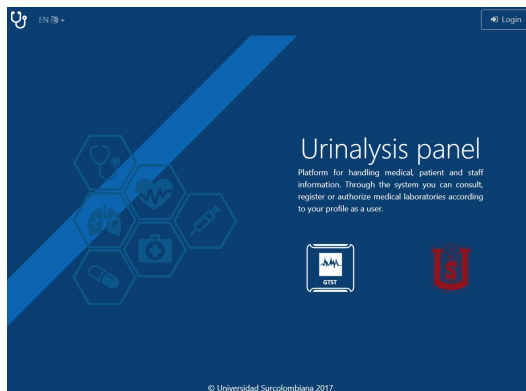 EN
Login
Urinalysis panel
Platform for handling medical, patient and staff
information. Through the system you can consult,
register or authorize medical laboratories according
to your profile as a user.
GTST
S
© Universidad Surcolombiana 2017